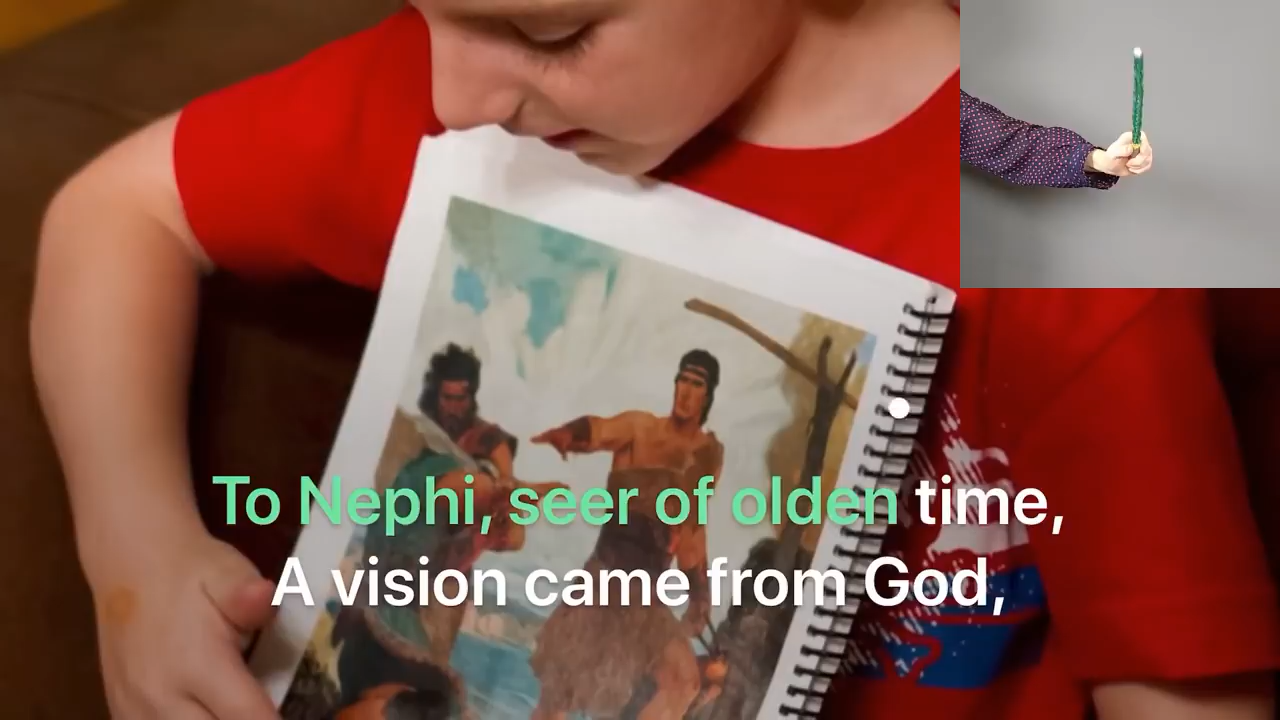 To Nephi, seer of olden time,
A vision came from God,